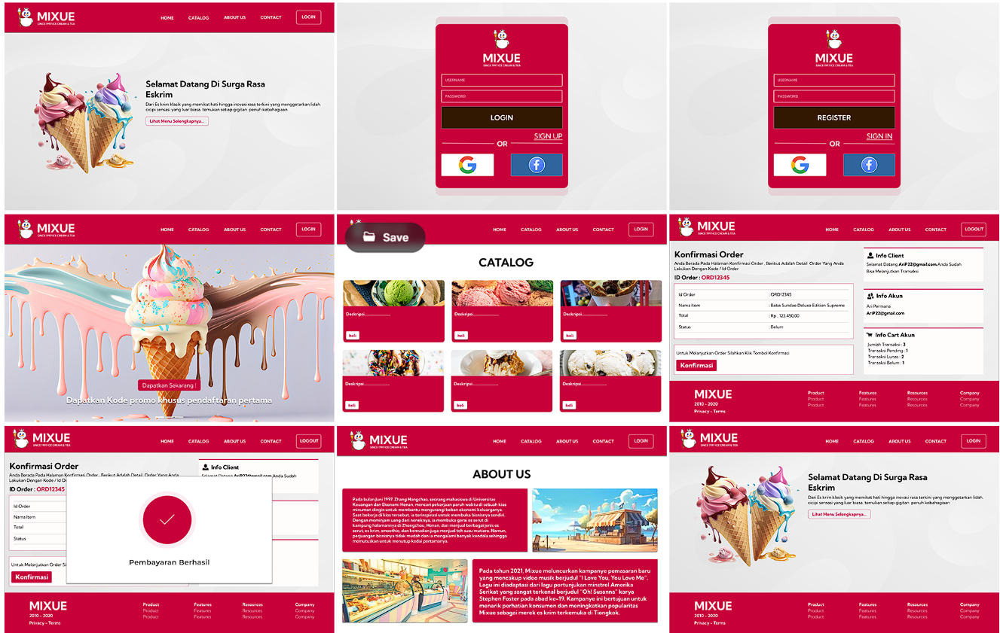 MIXUE
SINCE 1997 ICE CREAM & TEA
HOME
CATALOG
ABOUT US
CONTACT
LOGIN
Selamat Datang Di Surga Rasa
Eskrim
Dari Es krim klasik yang memikat hati hingga inovasi rasa terkini yang menggetarkan lidah.
cicipi sensasi yang luar biasa. temukan setiap gigitan penuh kebahagiaan
Lihat Menu Selengkapnya...
MIXUE
SINCE 1997 ICE CREAM & TEA
USERNAME
PASSWORD
LOGIN
SIGN UP
OR
MIXUE
SINCE 1997 ICE CREAM & TEA
USERNAME
PASSWORD
REGISTER
SIGN IN
OR
MIXUE
SINCE 1997 ICE CREAM & TEA
HOME
CATALOG
ABOUT US
CONTACT
LOGIN
Dapatkan Sekarang !
Dapatkan Kode promo khusus pendaftaran pertama
Save
HOME
CATALOG
ABOUT US
CONTACT
LOGIN
CATALOG
Deskripsi....................
Deskripsi....................
Deskripsi....................
beli
beli
beli
Deskripsi....................
Deskripsi....................
Deskripsi....................
beli
beli
beli
MIXUE
SINCE 1997 ICE CREAM & TEA
HOME
CATALOG
ABOUT US
CONTACT
LOGOUT
Konfirmasi Order
Anda Berada Pada Halaman Konfirmasi Order , Berikut Adalah Detail Order Yang Anda
Lakukan Dengan Kode / Id Order
ID Order : ORD12345
Id Order : ORD12345
Nama Item : Baba Sundae Deluxe Edition Supreme
Total : Rp . 123.450,00
Status : Belum
Untuk Melanjutkan Order Silahkan Klik Tombol Konfirmasi
Konfirmasi
Info Client
Selamat Datang AriP22@gmail.com Anda Sudah
Bisa Melanjutkan Transaksi
Info Akun
Ari Permana
AriP22@gmail.com
Info Cart Akun
Jumlah Transaksi : 3
Transaksi Pending : 1
Transaksi Lunas : 2
Transaksi Belum : 1
MIXUE
2010 - 2020
Privacy - Terms
Product
Product
Product
Features
Features
Features
Resources
Resources
Resources
Company
Company
Company
MIXUE
SINCE 1997 ICE CREAM & TEA
HOME
CATALOG
ABOUT US
CONTACT
LOGOUT
Konfirmasi Order
Anda Berada Pada Halaman Konfirmasi Order , Berikut Adalah Detail Order Yang Anda
Lakukan Dengan Kode / Id O
ID Order : ORD12345
Id Order
Nama Item
Total
Status
Untuk Melanjutkan Order Si
Konfirmasi
Info Client
Selamat Datang AriP22@gmail.com Anda Sudah
Pembayaran Berhasil
MIXUE
2010 - 2020
Privacy - Terms
Product
Product
Product
Features
Features
Features
Resources
Resources
Resources
Company
Company
Company
MIXUE
SINCE 1997 ICE CREAM & TEA
HOME
CATALOG
ABOUT US
CONTACT
LOGIN
ABOUT US
Pada bulan Juni 1997, Zhang Hongchao, seorang mahasiswa di Universitas
Keuangan dan Ekonomi Henan, mencari pekerjaan paruh waktu di sebuah kios
minuman dingin untuk membantu mengurangi beban ekonomi keluarganya.
Saat bekerja di kios tersebut, ia terinspirasi untuk membuka bisnisnya sendiri.
Dengan meminjam uang dari neneknya, ia membuka gerai es serut di
kampung halamannya di Zhengzhou, Honan, dan menjual berbagai jenis es
serut, es krim, smoothie, dan kemudian juga menjual teh susu mutiara. Namun,
perjuangan bisnisnya tidak mudah dan ia mengalami banyak kendala sehingga
memutuskan untuk menutup kedai pertamanya.
Pada tahun 2021, Mixue meluncurkan kampanye pemasaran baru
yang mencakup video musik berjudul "I Love You, You Love Me".
Lagu ini diadaptasi dari lagu pertunjukan minstrel Amerika
Serikat yang sangat terkenal berjudul "Oh! Susanna" karya
Stephen Foster pada abad ke-19. Kampanye ini bertujuan untuk
menarik perhatian konsumen dan meningkatkan popularitas
Mixue sebagai merek es krim terkemuka di Tiongkok.
MIXUE
SINCE 1997 ICE CREAM & TEA
HOME
CATALOG
ABOUT US
CONTACT
LOGIN
Selamat Datang Di Surga Rasa
Eskrim
Dari Es krim klasik yang memikat hati hingga inovasi rasa terkini yang menggetarkan lidah.
cicipi sensasi yang luar biasa. temukan setiap gigitan penuh kebahagiaan
Lihat Menu Selengkapnya...
MIXUE
2010 - 2020
Privacy - Terms
Product
Product
Product
Features
Features
Features
Resources
Resources
Resources
Company
Company
Company